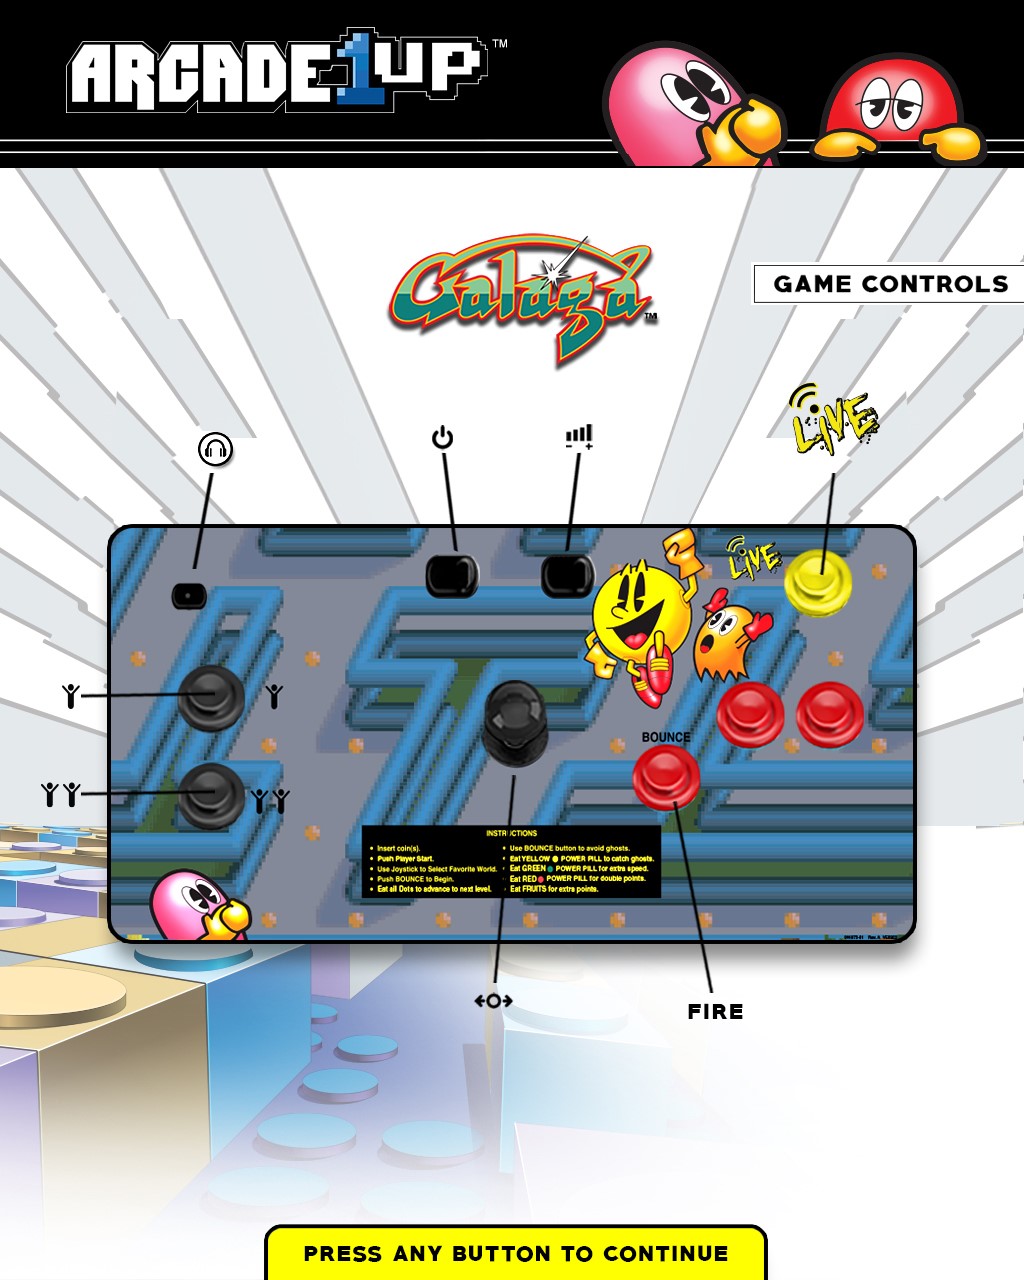 ARCADE1UP™
Galaga™
GAME CONTROLS
LIVE
LIVE
BOUNCE
INSTRUCTIONS
• Insert coin(s).
• Push Player Start.
• Use Joystick to Select Favorite World.
• Push BOUNCE to Begin.
• Eat all Dots to advance to next level.
• Use BOUNCE button to avoid ghosts.
• Eat YELLOW POWER PILL to catch ghosts.
• Eat GREEN POWER PILL for extra speed.
• Eat RED POWER PILL for double points.
• Eat FRUITS for extra points.
FIRE
PRESS ANY BUTTON TO CONTINUE